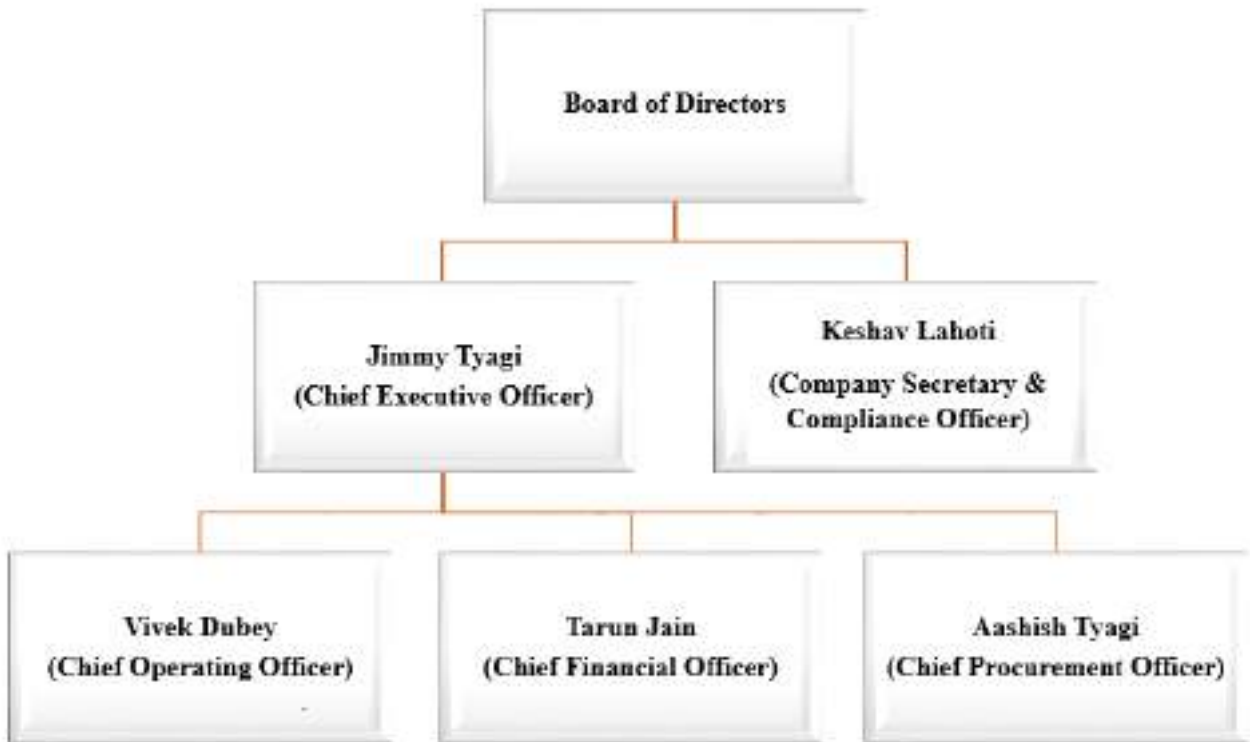 Board of Directors
Jimmy Tyagi
(Chief Executive Officer)
Keshav Lahoti
(Company Secretary &
Compliance Officer)
Vivek Dubey
(Chief Operating Officer)
Tarun Jain
(Chief Financial Officer)
Aashish Tyagi
(Chief Procurement Officer)